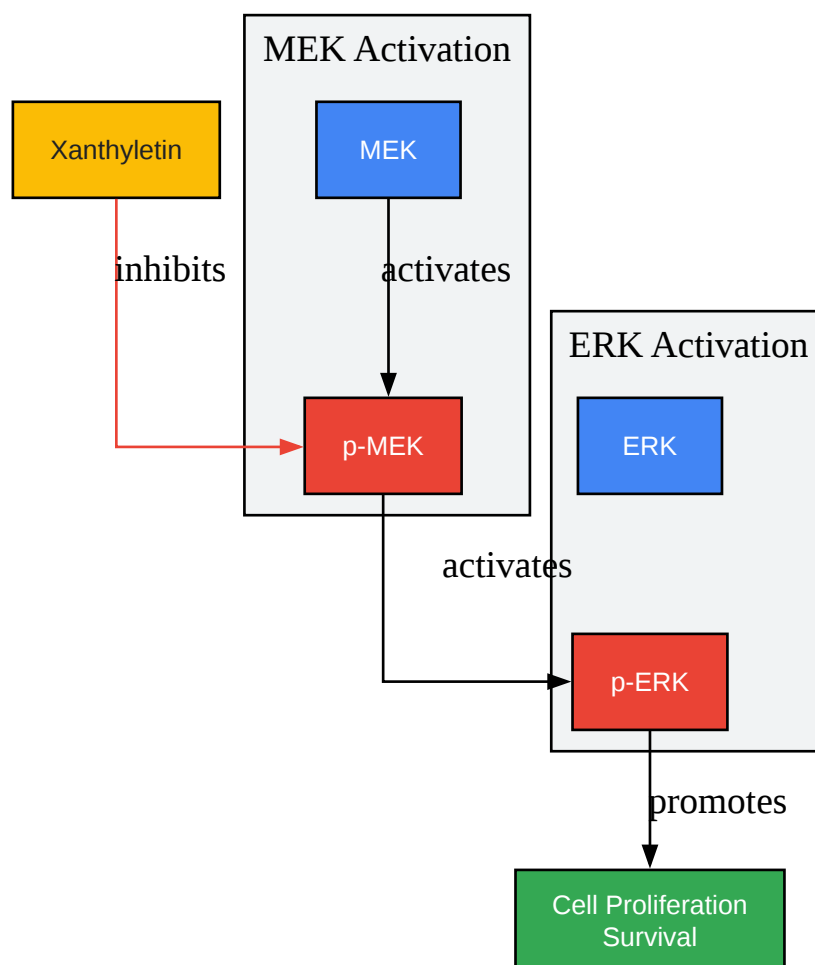 MEK Activation
Xanthyletin
MEK
inhibits
activates
ERK Activation
p-MEK
ERK
activates
p-ERK
promotes
Cell Proliferation
Survival